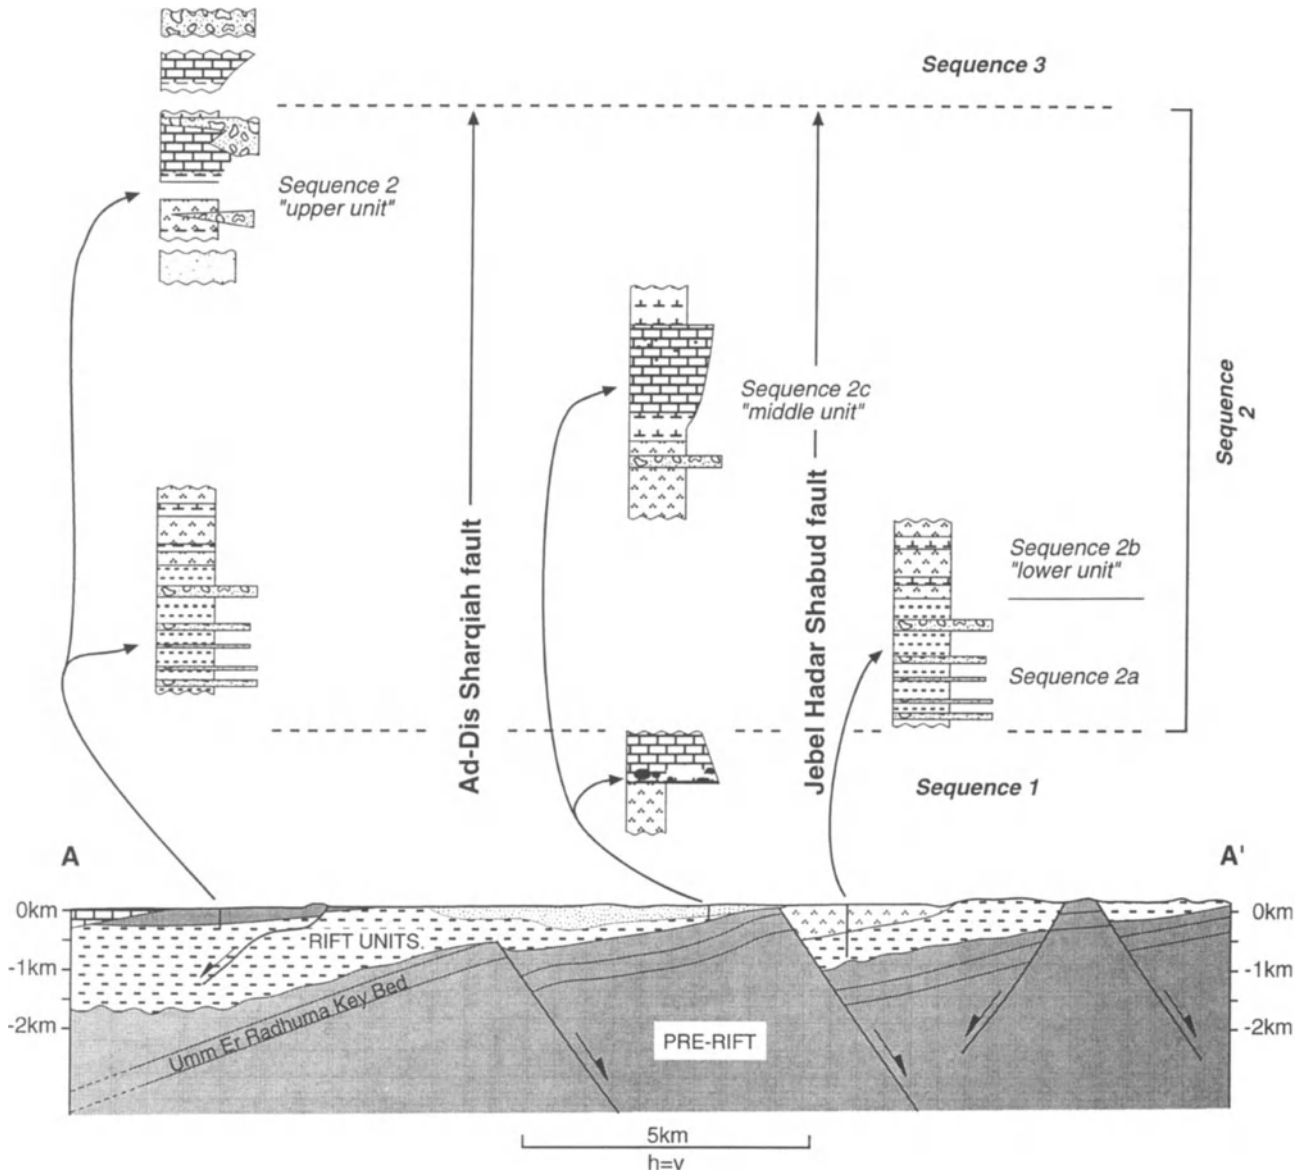 Sequence 3
Sequence 2
"upper unit"
Sequence 2c
"middle unit"
Sequence
2
Ad-Dis Sharqiah fault
Jebel Hadar Shabud fault
Sequence 2b
"lower unit"
Sequence 2a
Sequence 1
A
A'
0km
-1km
-2km
RIFT UNITS.
Umm Er Radhuma Key Bed
PRE-RIFT
0km
-1km
-2km
5km
h=v